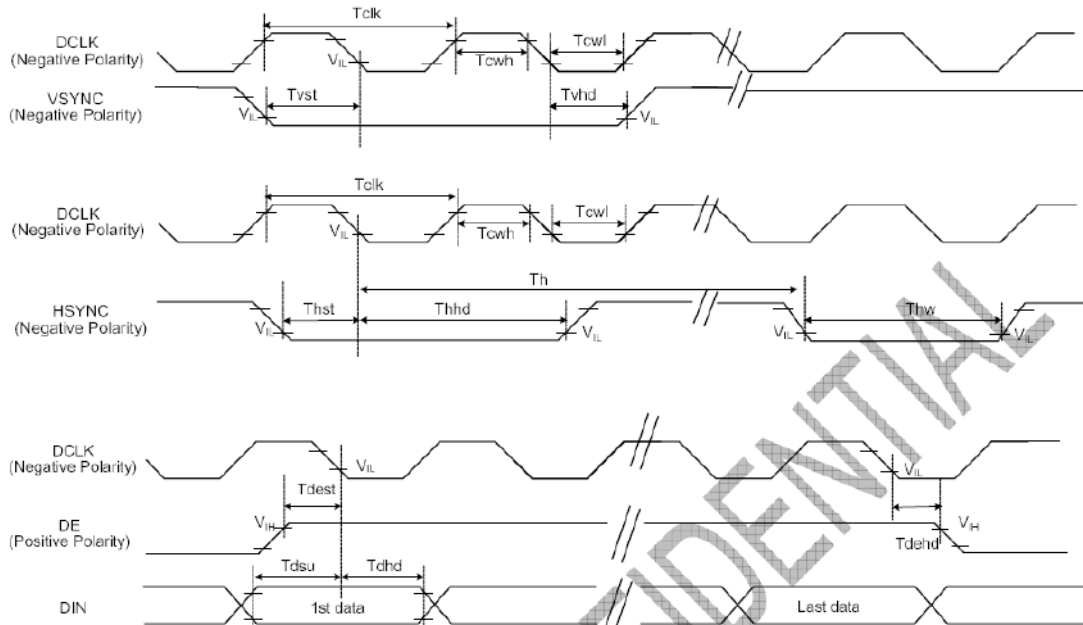 Tclk
DCLK
(Negative Polarity)
VIL
Tcwh
Tcwl
VSYNC
(Negative Polarity)
VIL
Tvst
Tvhd
VIL
Tclk
DCLK
(Negative Polarity)
VIL
Tcwh
Tcwl
Th
HSYNC
(Negative Polarity)
VIL
Thst
Thhd
VIL
VIL
Thw
VIL
DCLK
(Negative Polarity)
VIL
VIL
Tdest
DE
(Positive Polarity)
VIH
Tdehd
VIH
Tdsu
Tdhd
DIN
1st data
Last data
FIDENTIAL